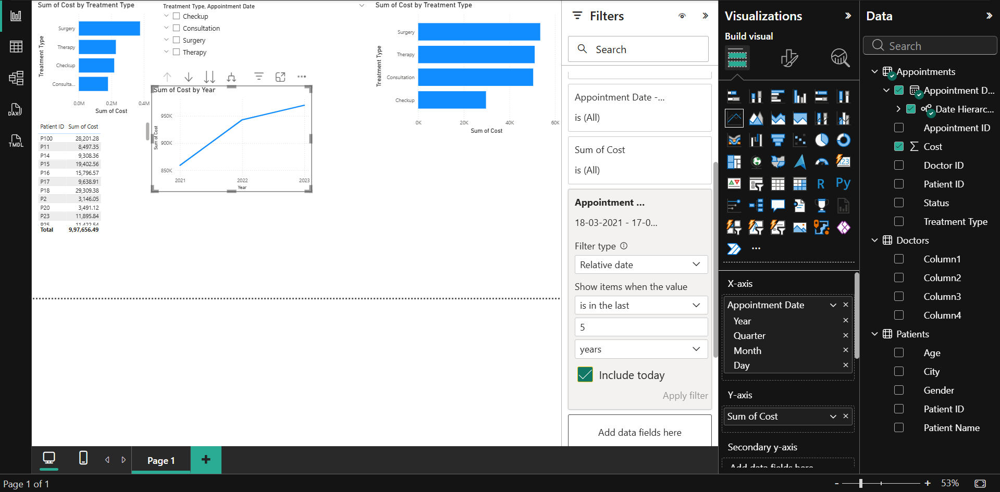 Sum of Cost by Treatment Type
Treatment Type
Surgery
Therapy
Checkup
Consulta...
0.0M 0.2M 0.4M
Sum of Cost
Treatment Type, Appointment Date
Checkup
Consultation
Surgery
Therapy
Sum of Cost by Treatment Type
Treatment Type
Surgery
Therapy
Consultation
Checkup
0K 20K 40K 60K
Sum of Cost
Sum of Cost by Year
Sum of Cost
950K
900K
850K
2021 2022 2023
Year
Patient ID Sum of Cost
P100 28,201.28
P11 8,497.35
P14 9,308.36
P15 19,402.56
P16 15,796.57
P17 9,638.91
P18 29,309.38
P2 3,146.05
P20 3,491.12
P23 11,895.84
P25 11,422.54
Total 9,97,656.49
DAX
TMDL
Filters
Search
Appointment Date -...
is (All)
Sum of Cost
is (All)
Appointment ...
18-03-2021 - 17-0...
Filter type
Relative date
Show items when the value
is in the last
5
years
Include today
Apply filter
Add data fields here
Visualizations
Build visual
123
R
Py
...
X-axis
Appointment Date
Year
Quarter
Month
Day
Y-axis
Sum of Cost
Secondary y-axis
Add data fields here
Data
Search
Appointments
Appointment D...
Date Hierarc...
Appointment ID
Cost
Doctor ID
Patient ID
Status
Treatment Type
Doctors
Column1
Column2
Column3
Column4
Patients
Age
City
Gender
Patient ID
Patient Name
Page 1
Page 1 of 1
53%